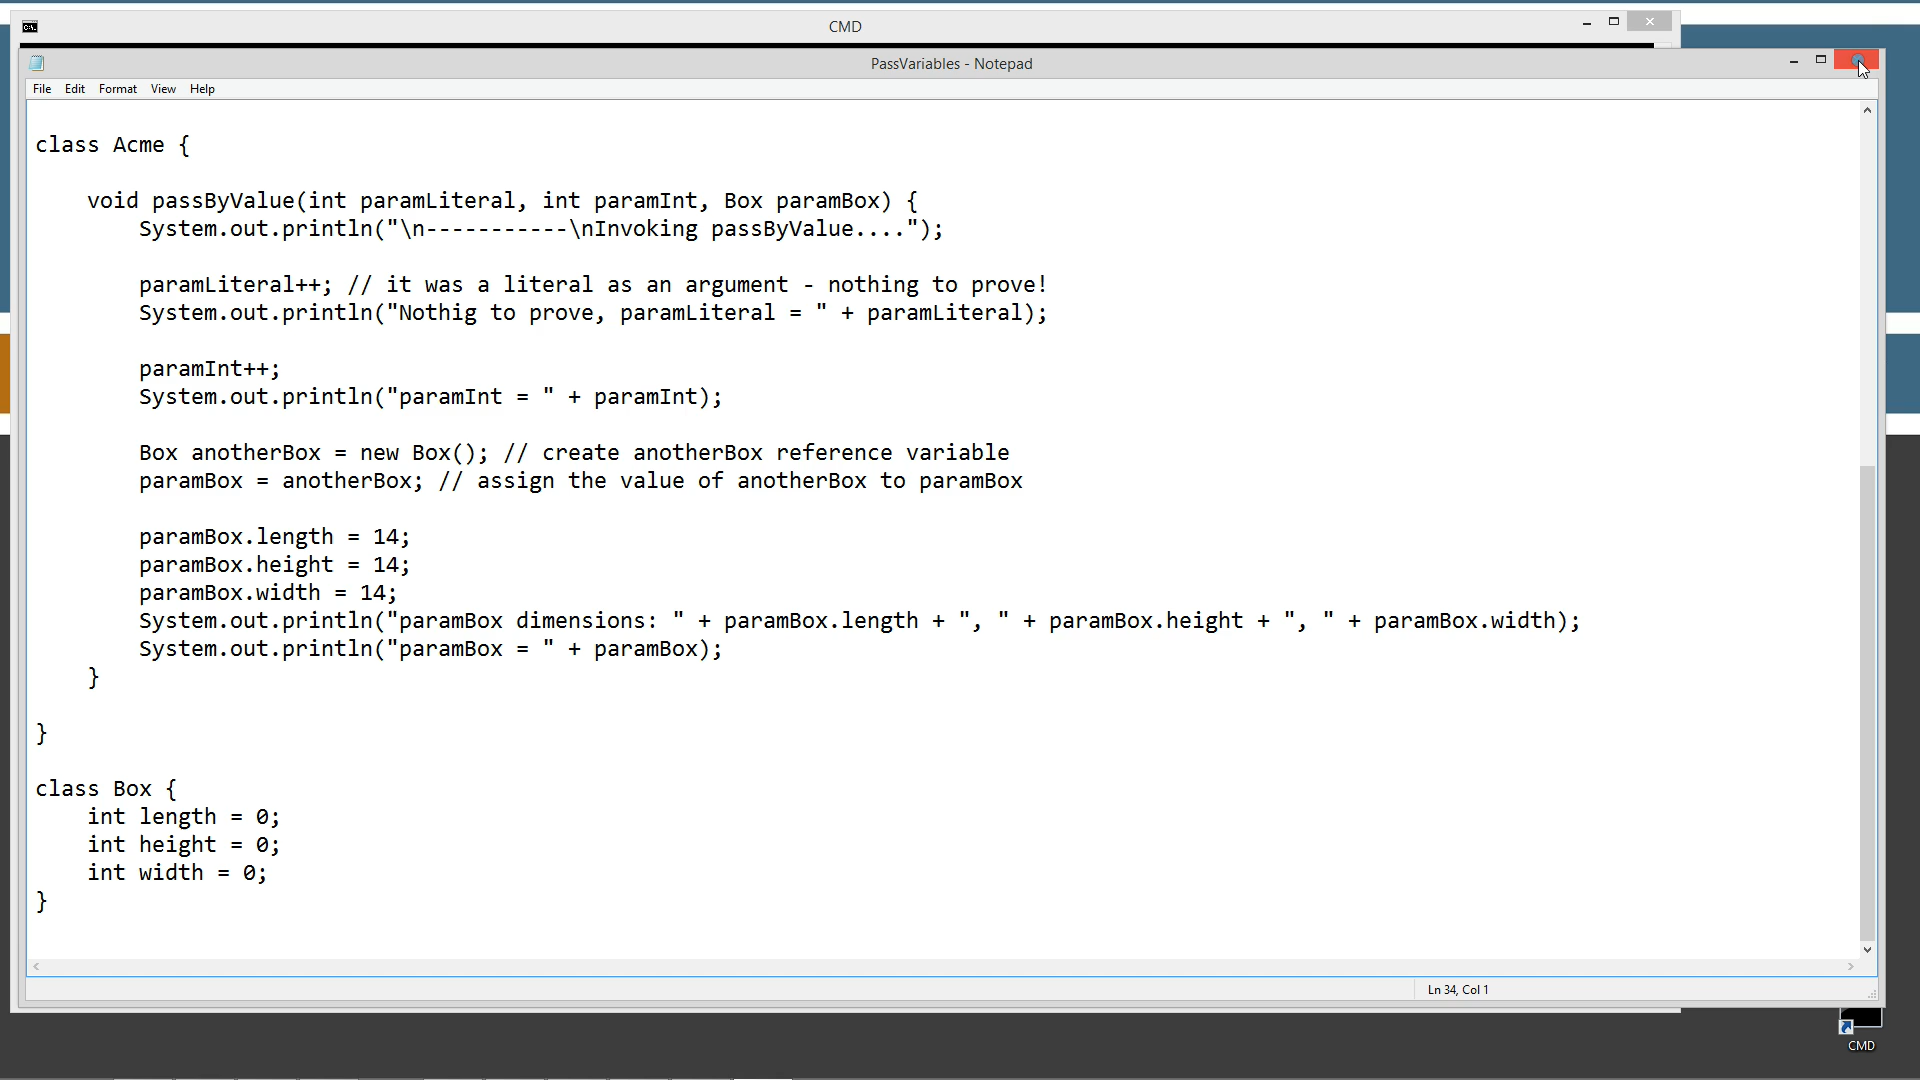 CMD
PassVariables - Notepad
File Edit Format View Help
class Acme {
void passByValue(int paramLiteral, int paramInt, Box paramBox) {
System.out.println("\n-----------\nInvoking passByValue....");
paramLiteral++; // it was a literal as an argument - nothing to prove!
System.out.println("Nothig to prove, paramLiteral = " + paramLiteral);
paramInt++;
System.out.println("paramInt = " + paramInt);
Box anotherBox = new Box(); // create anotherBox reference variable
paramBox = anotherBox; // assign the value of anotherBox to paramBox
paramBox.length = 14;
paramBox.height = 14;
paramBox.width = 14;
System.out.println("paramBox dimensions: " + paramBox.length + ", " + paramBox.height + ", " + paramBox.width);
System.out.println("paramBox = " + paramBox);
}
}
class Box {
int length = 0;
int height = 0;
int width = 0;
}
Ln 34, Col 1
CMD